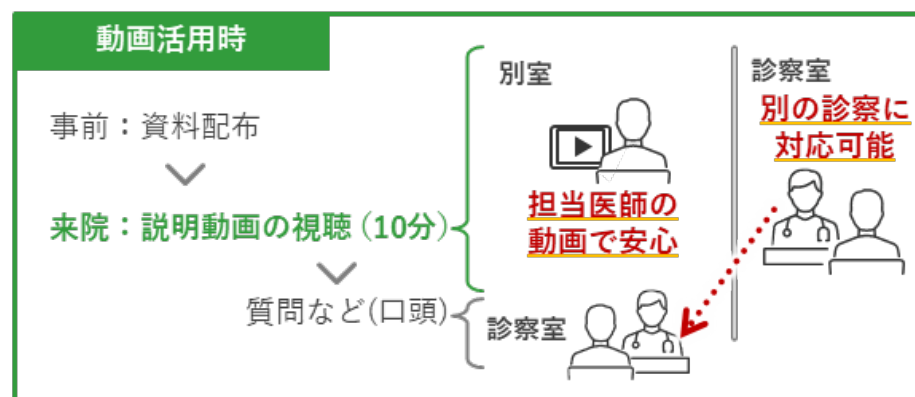 動画活用時
事前：資料配布
来院：説明動画の視聴（10分）
質問など(口頭)
別室
担当医師の
動画で安心
診察室
診察室
別の診察に
対応可能